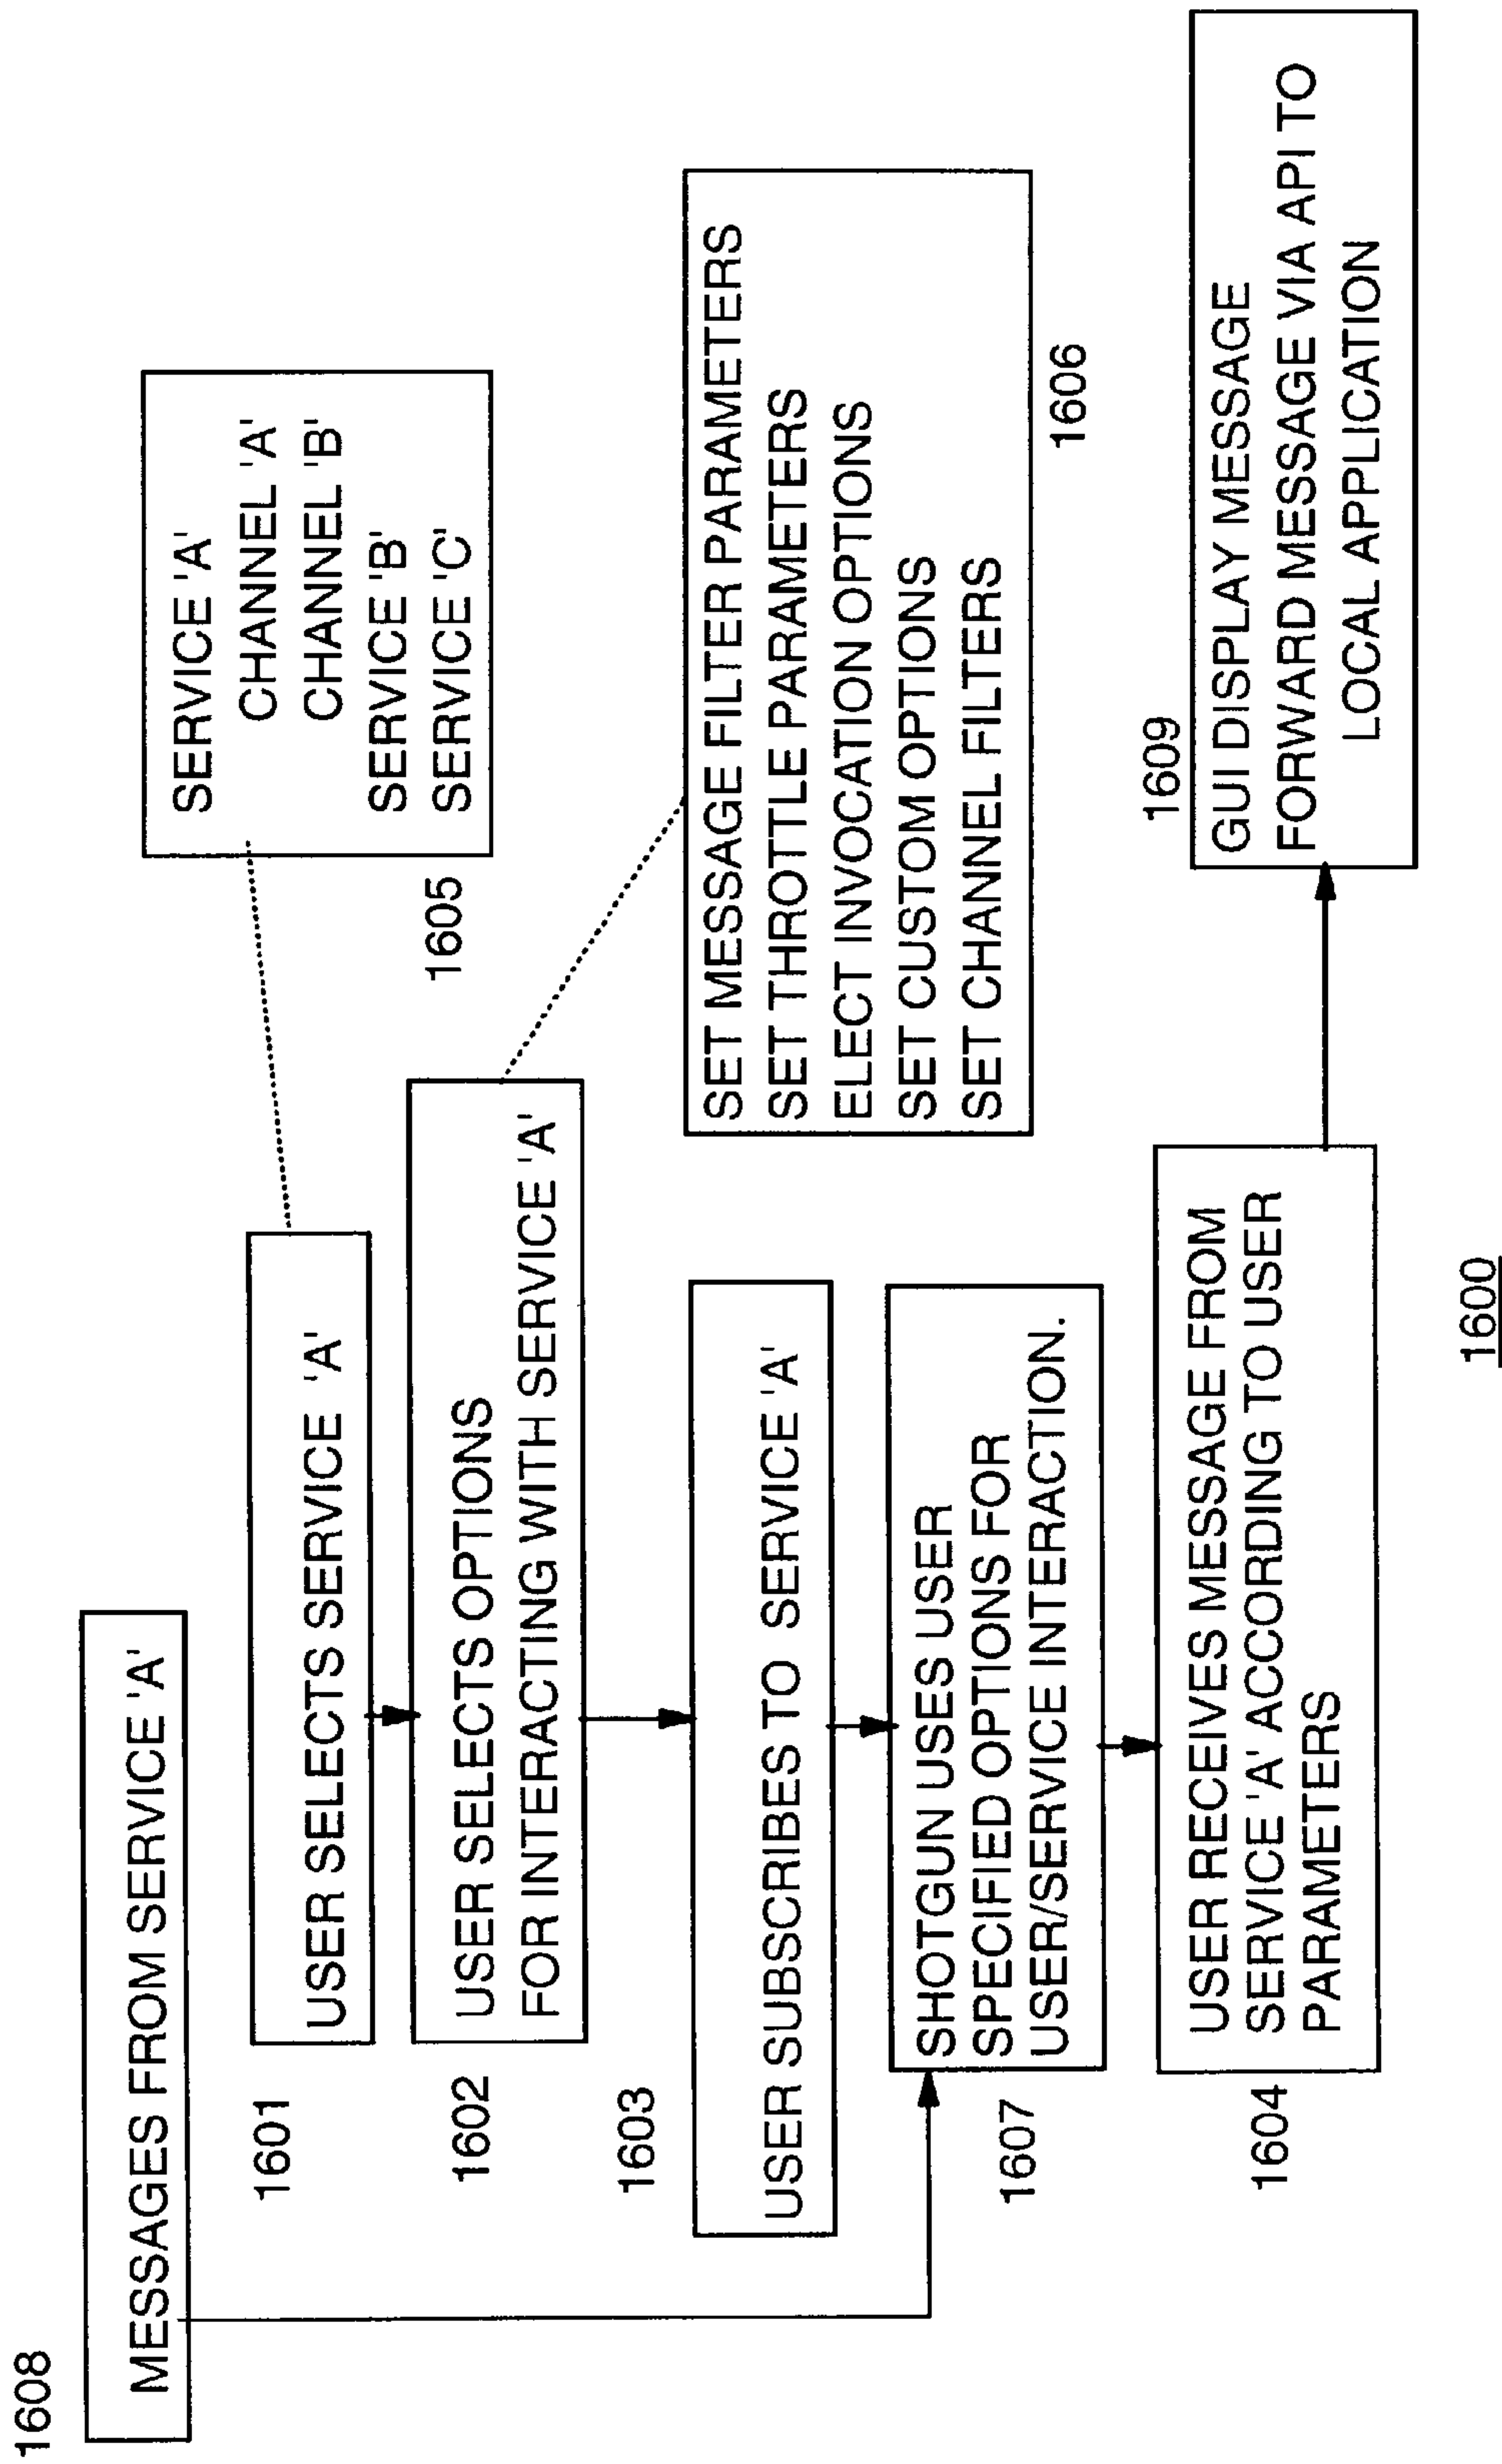 1608
MESSAGES FROM SERVICE 'A'
1601
USER SELECTS SERVICE 'A'
SERVICE 'A'
CHANNEL 'A'
CHANNEL 'B'
SERVICE 'B'
SERVICE 'C'
1605
1602
USER SELECTS OPTIONS
FOR INTERACTING WITH SERVICE 'A'
SET MESSAGE FILTER PARAMETERS
SET THROTTLE PARAMETERS
ELECT INVOCATION OPTIONS
SET CUSTOM OPTIONS
SET CHANNEL FILTERS
1606
1603
USER SUBSCRIBES TO SERVICE 'A'
1607
SHOTGUN USES USER
SPECIFIED OPTIONS FOR
USER/SERVICE INTERACTION.
1604
USER RECEIVES MESSAGE FROM
SERVICE 'A' ACCORDING TO USER
PARAMETERS
1609
GUI DISPLAY MESSAGE
FORWARD MESSAGE VIA API TO
LOCAL APPLICATION
1600